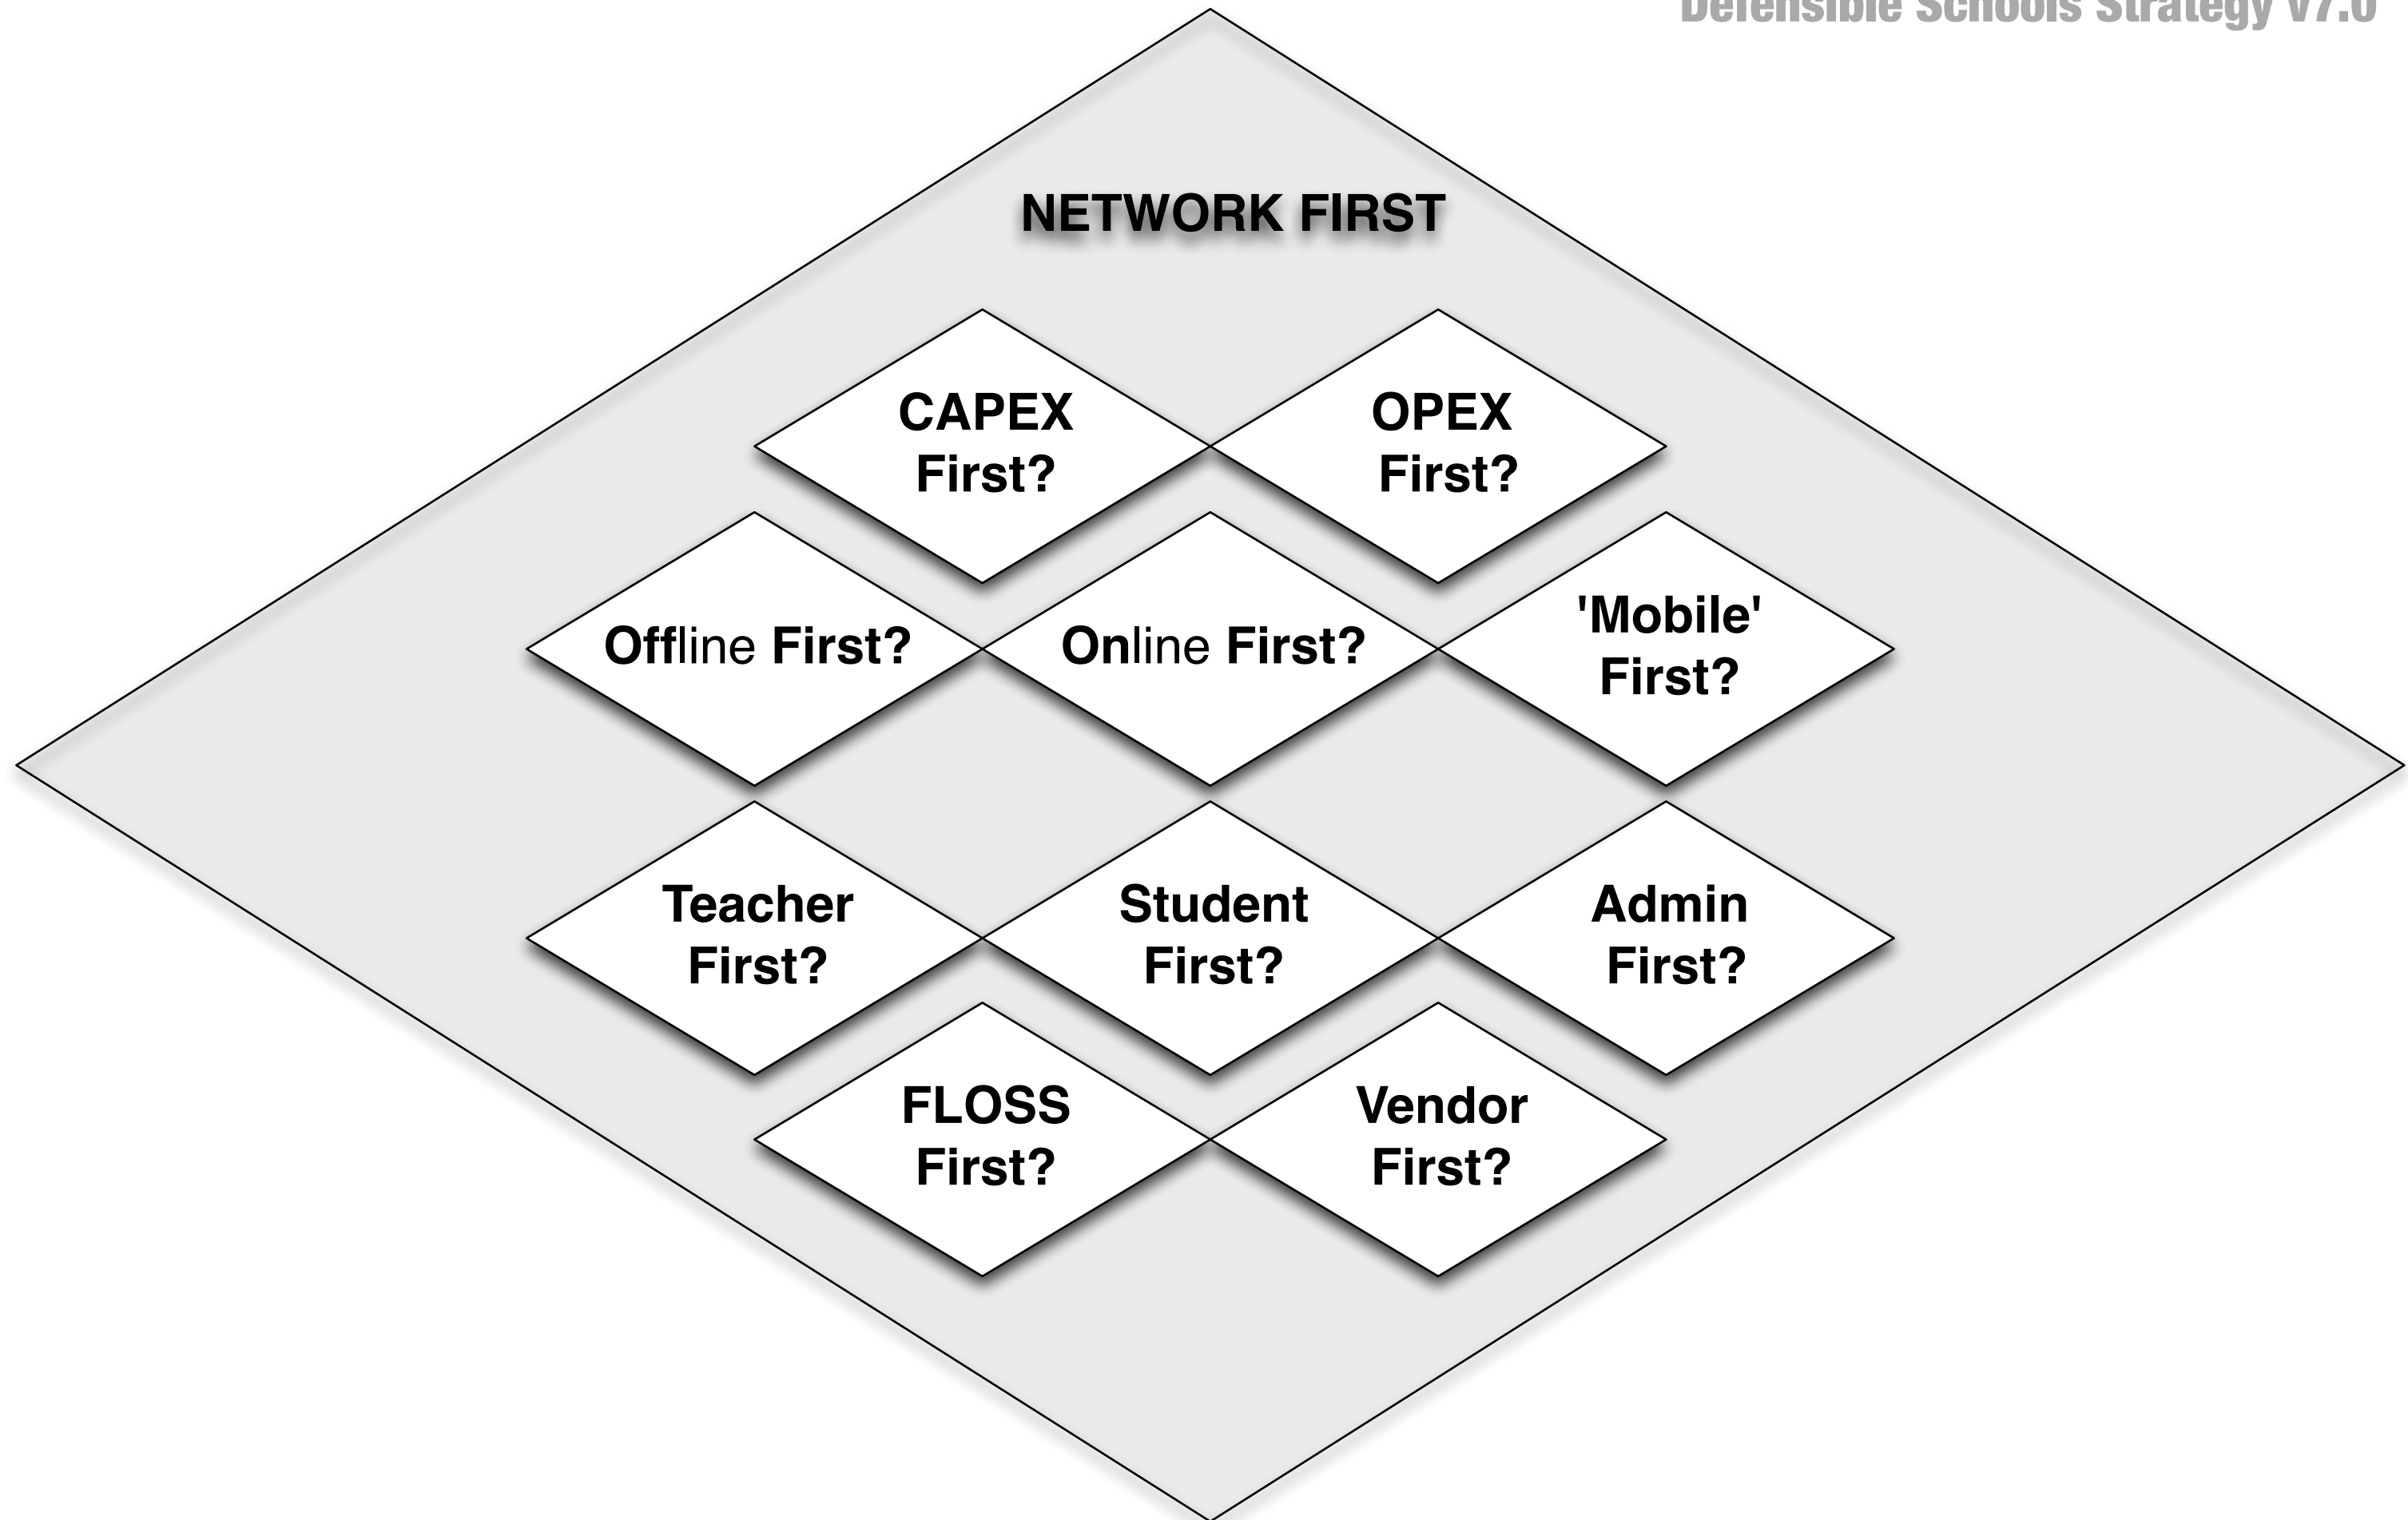 Defensible Schools Strategy V7.0
NETWORK FIRST
CAPEX
First?
OPEX
First?
Offline First?
Online First?
'Mobile'
First?
Teacher
First?
Student
First?
Admin
First?
FLOSS
First?
Vendor
First?